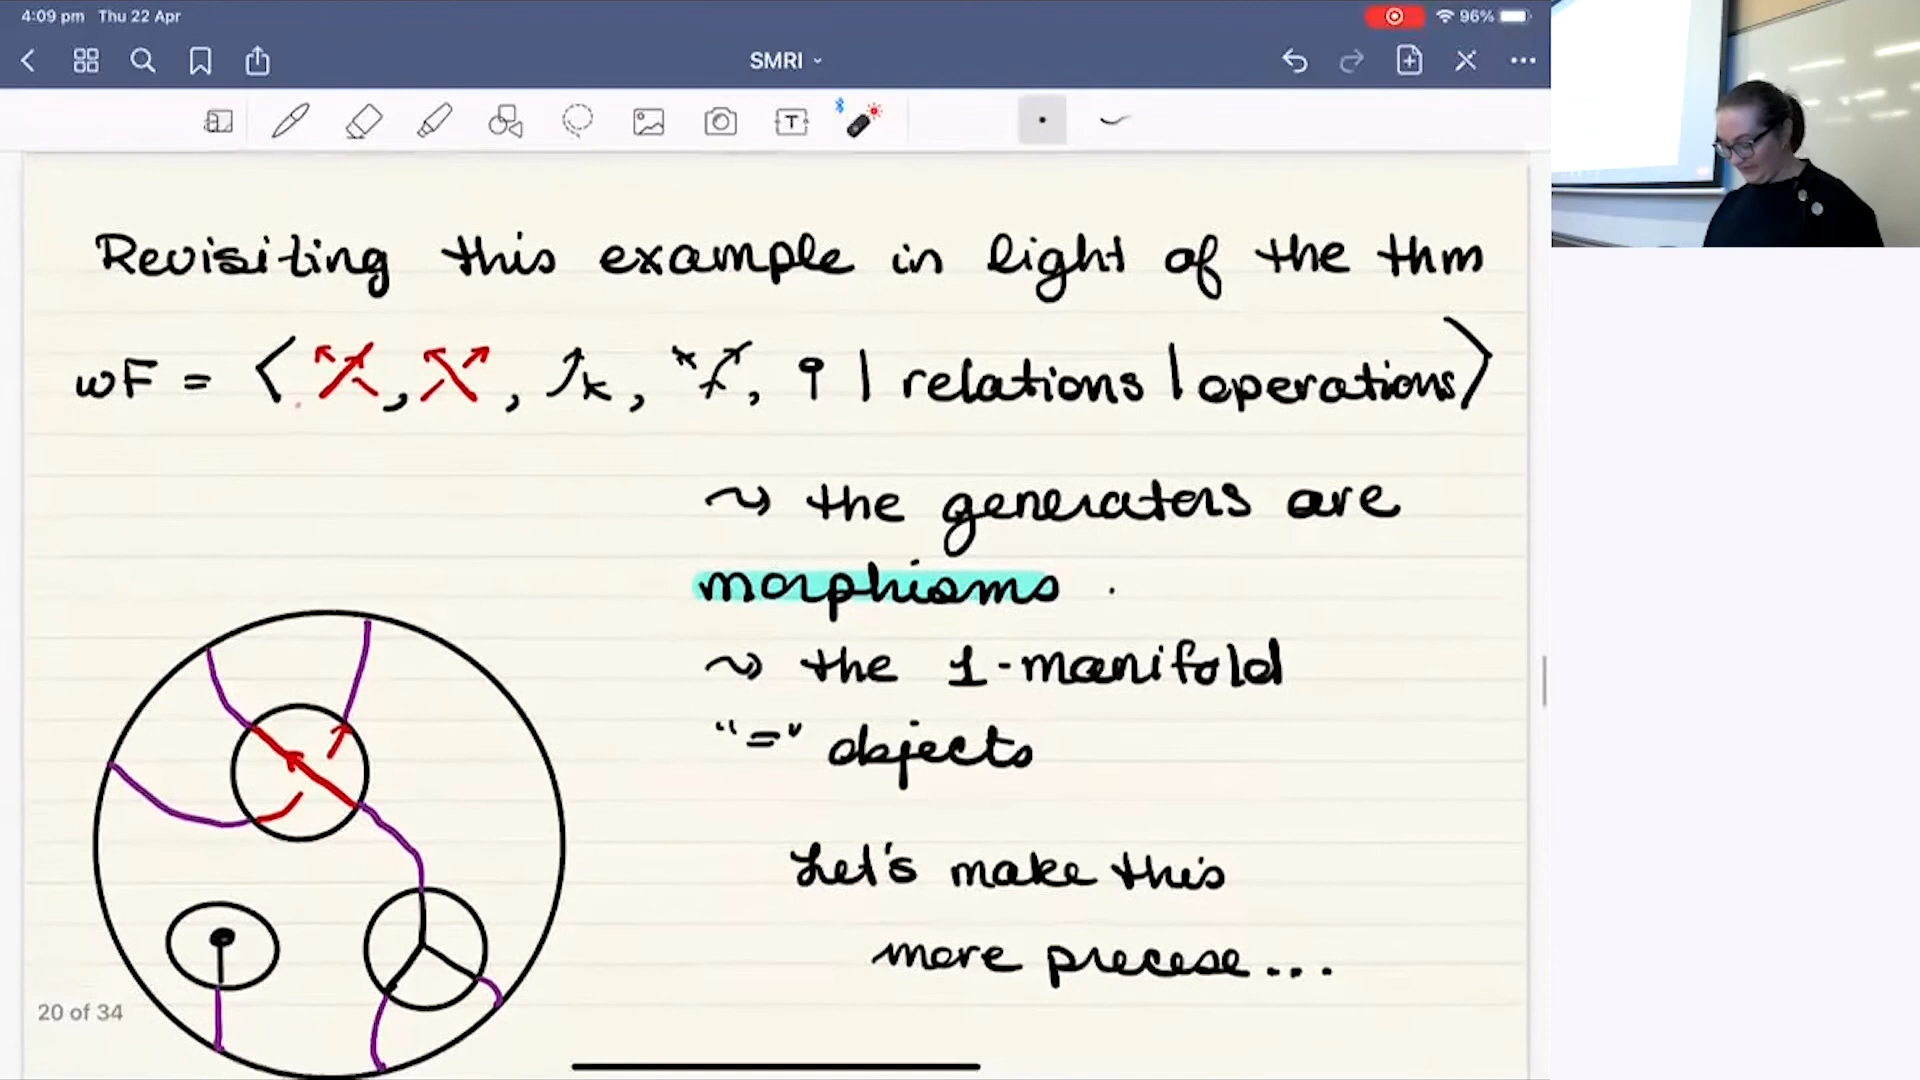 4:09 pm Thu 22 Apr
96%
SMRI
T
Revisiting this example in light of the thm
wF = ⟨ , , , , | relations | operations⟩
⤳ the generators are
morphisms .
⤳ the 1-manifold
"=" objects
Let's make this
more precese...
20 of 34